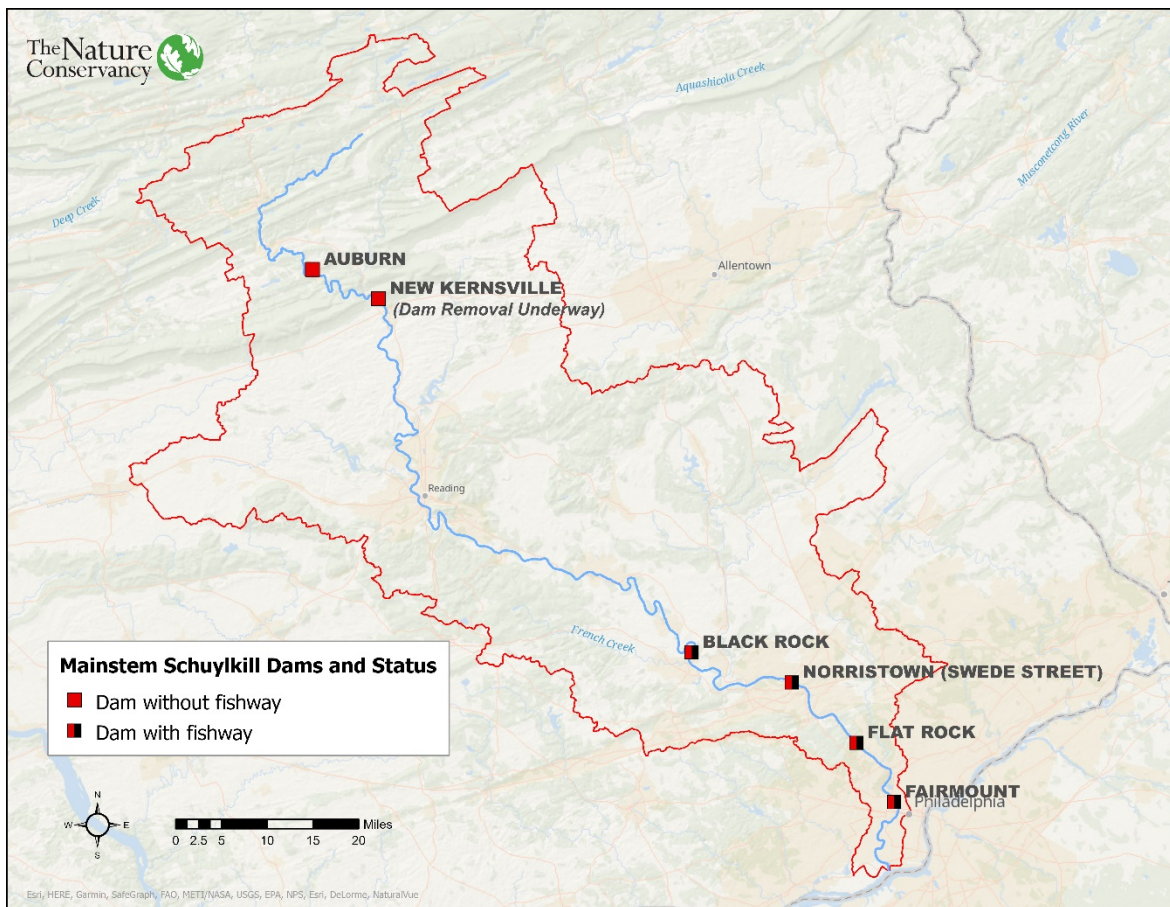 The Nature
Conservancy
Aquashicola Creek
Musconetcong River
Deep Creek
AUBURN
Allentown
NEW KERNSVILLE
(Dam Removal Underway)
Reading
French Creek
BLACK ROCK
NORRISTOWN (SWEDE STREET)
FLAT ROCK
FAIRMOUNT
Philadelphia
Mainstem Schuylkill Dams and Status
Dam without fishway
Dam with fishway
N
W E
S
Miles
0 2.5 5 10 15 20
Esri, HERE, Garmin, SafeGraph, FAO, METI/NASA, USGS, EPA, NPS, Esri, DeLorme, NaturalVue